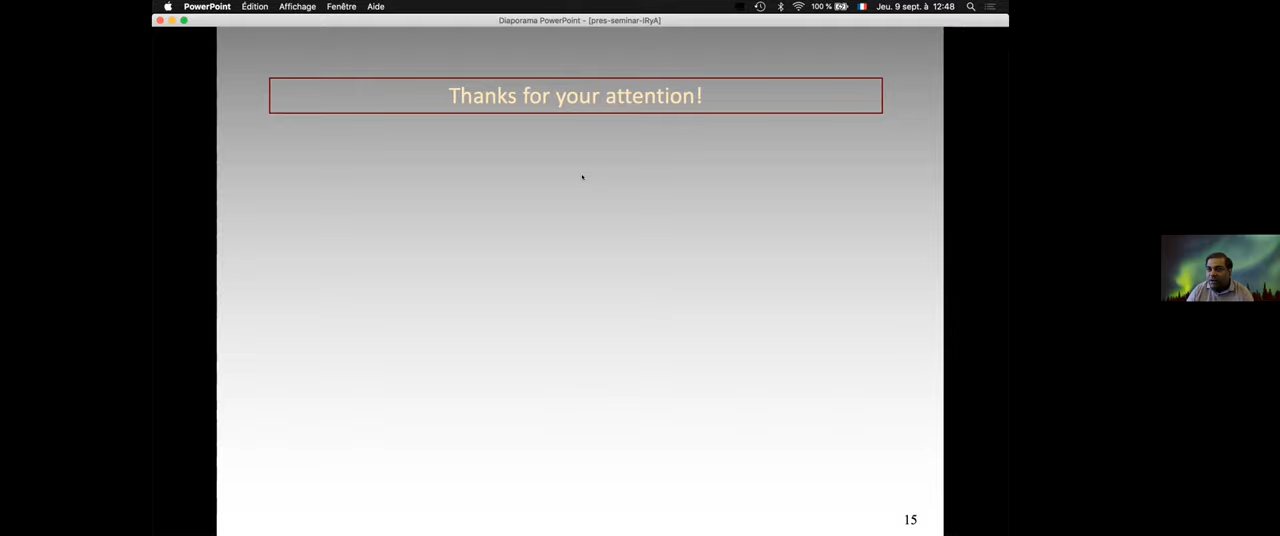 PowerPoint Édition Affichage Fenêtre Aide 100 % Jeu. 9 sept. à 12:48
Diaporama PowerPoint - [pres-seminar-IRyA]
Thanks for your attention!
15